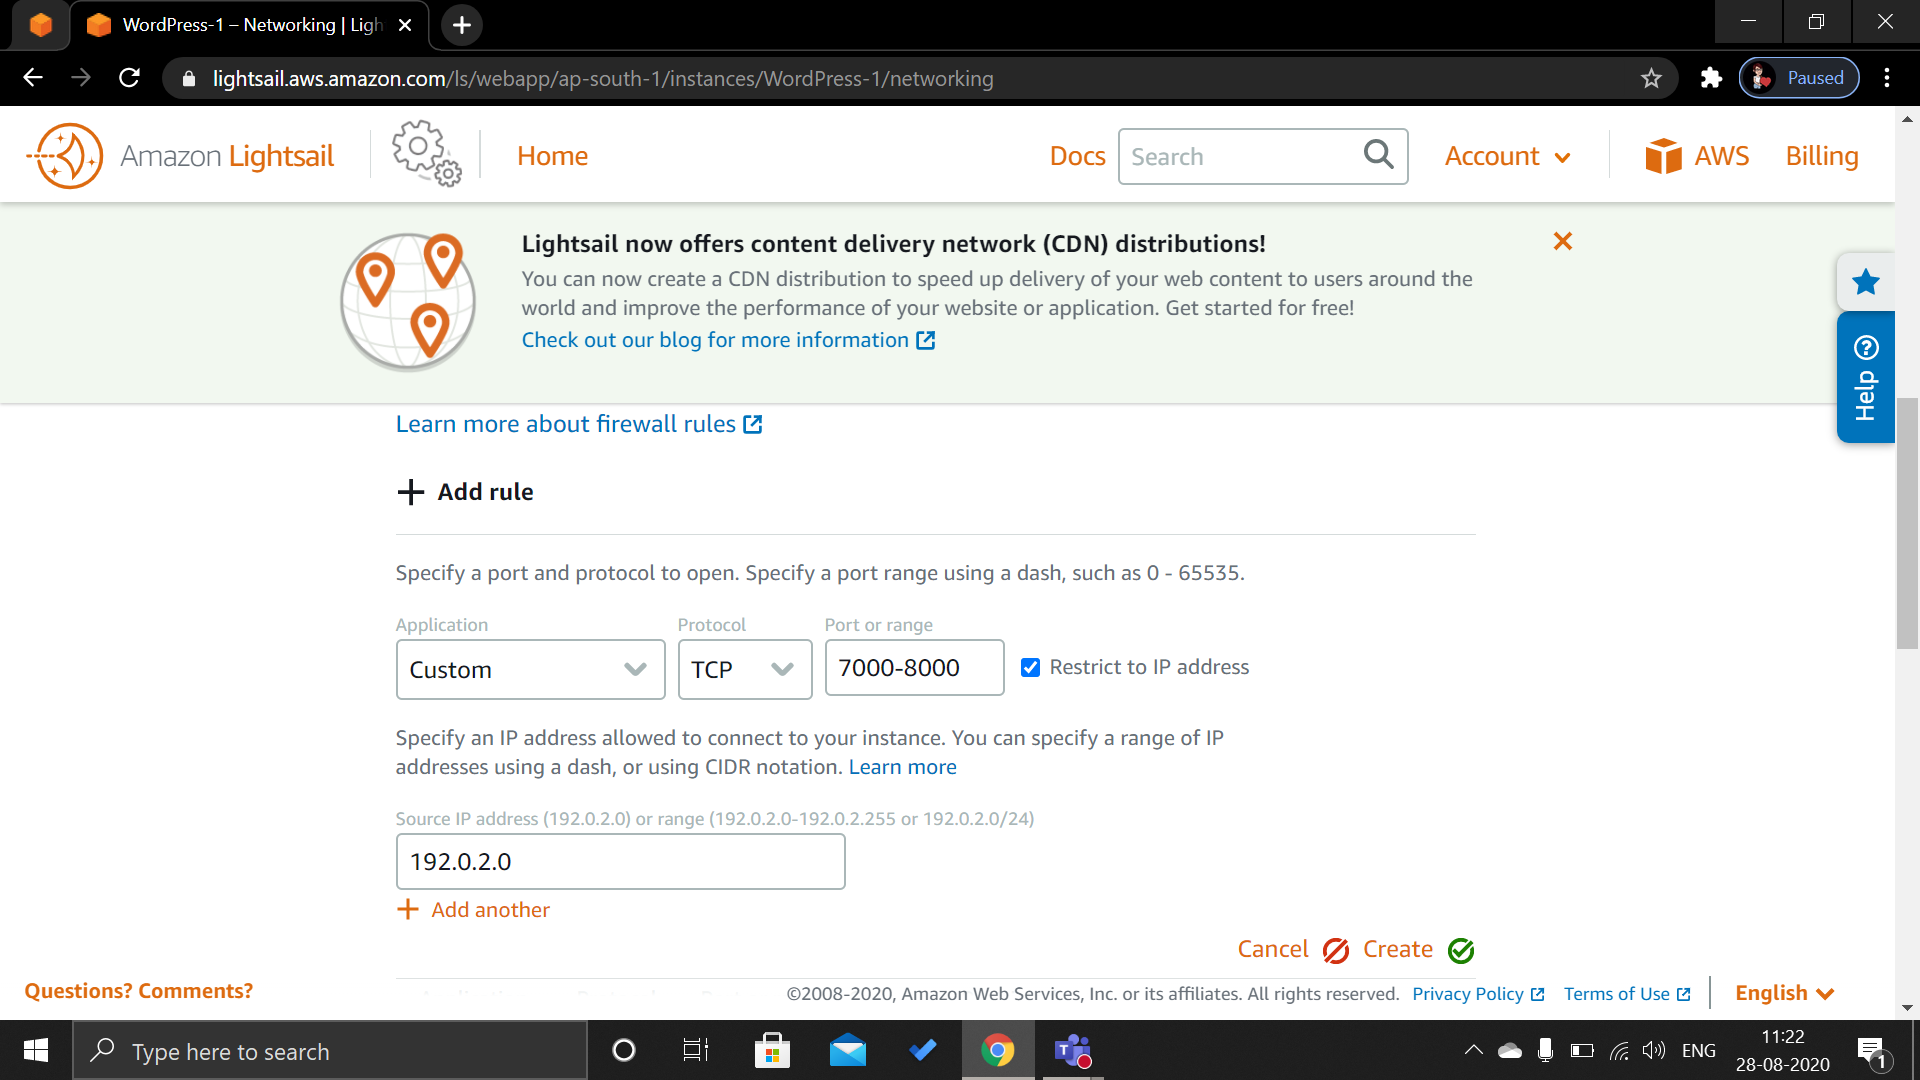 WordPress-1 – Networking | Ligh
lightsail.aws.amazon.com/ls/webapp/ap-south-1/instances/WordPress-1/networking
Paused
Amazon Lightsail
Home
Docs
Search
Account
AWS
Billing
Lightsail now offers content delivery network (CDN) distributions!
You can now create a CDN distribution to speed up delivery of your web content to users around the
world and improve the performance of your website or application. Get started for free!
Check out our blog for more information
Help
Learn more about firewall rules
Add rule
Specify a port and protocol to open. Specify a port range using a dash, such as 0 - 65535.
Application
Protocol
Port or range
Custom
TCP
7000-8000
Restrict to IP address
Specify an IP address allowed to connect to your instance. You can specify a range of IP
addresses using a dash, or using CIDR notation. Learn more
Source IP address (192.0.2.0) or range (192.0.2.0-192.0.2.255 or 192.0.2.0/24)
192.0.2.0
Add another
Cancel
Create
Questions? Comments?
©2008-2020, Amazon Web Services, Inc. or its affiliates. All rights reserved.
Privacy Policy
Terms of Use
English
Type here to search
T
ENG
11:22
28-08-2020
1